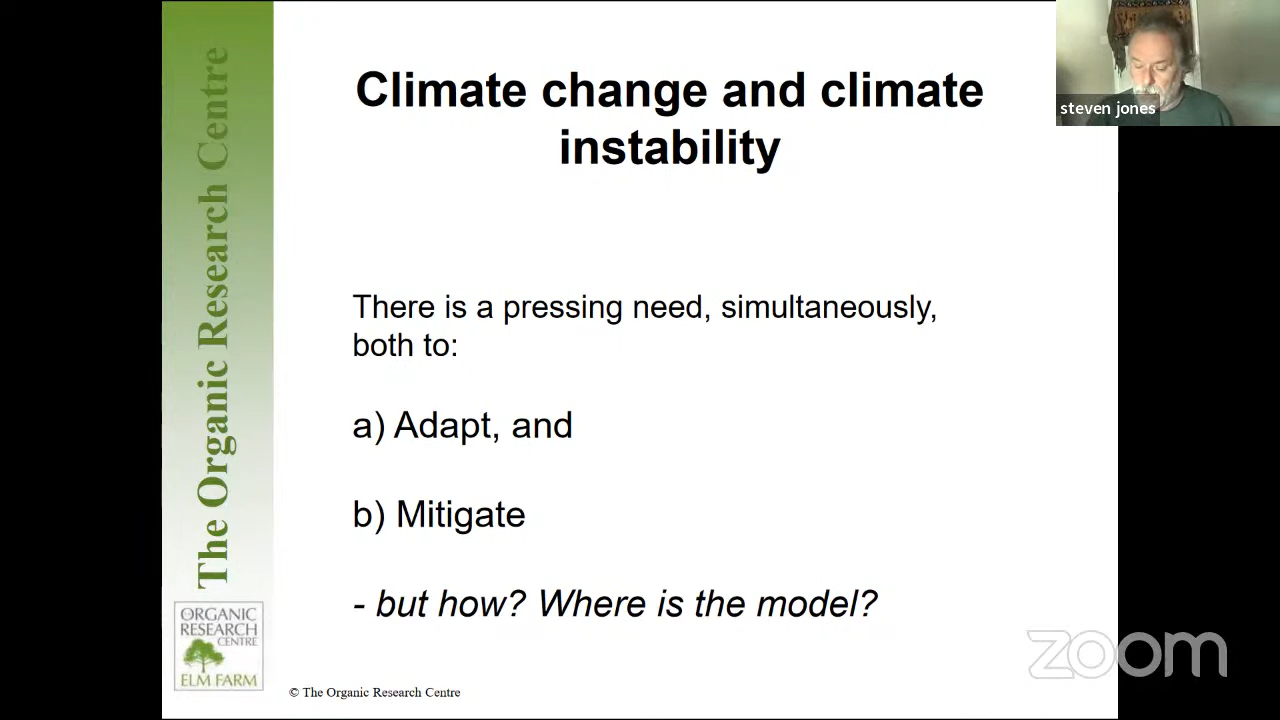 Climate change and climate
instability
steven jones
The Organic Research Centre
There is a pressing need, simultaneously,
both to:
a) Adapt, and
b) Mitigate
- but how? Where is the model?
THE
ORGANIC
RESEARCH
CENTRE
ELM FARM
© The Organic Research Centre
zoom